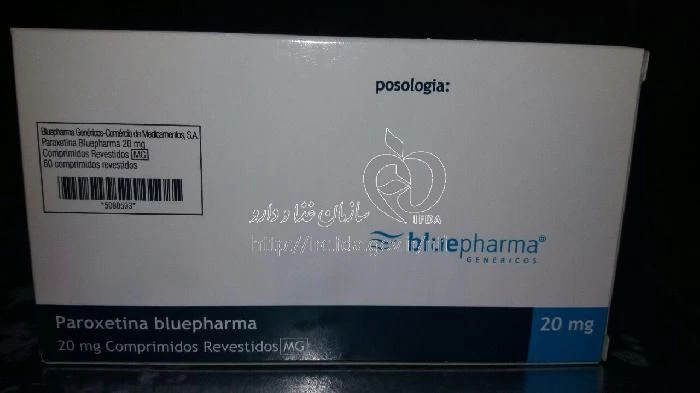 posologia:
Bluepharma Genéricos-Comércio de Medicamentos, S.A.
Paroxetina Bluepharma 20 mg
Comprimidos Revestidos MG
60 comprimidos revestidos
*5080593*
IFDA
سازمان غذا و دارو
bluepharma®
GENÉRICOS
Paroxetina bluepharma
20 mg Comprimidos Revestidos MG
20 mg